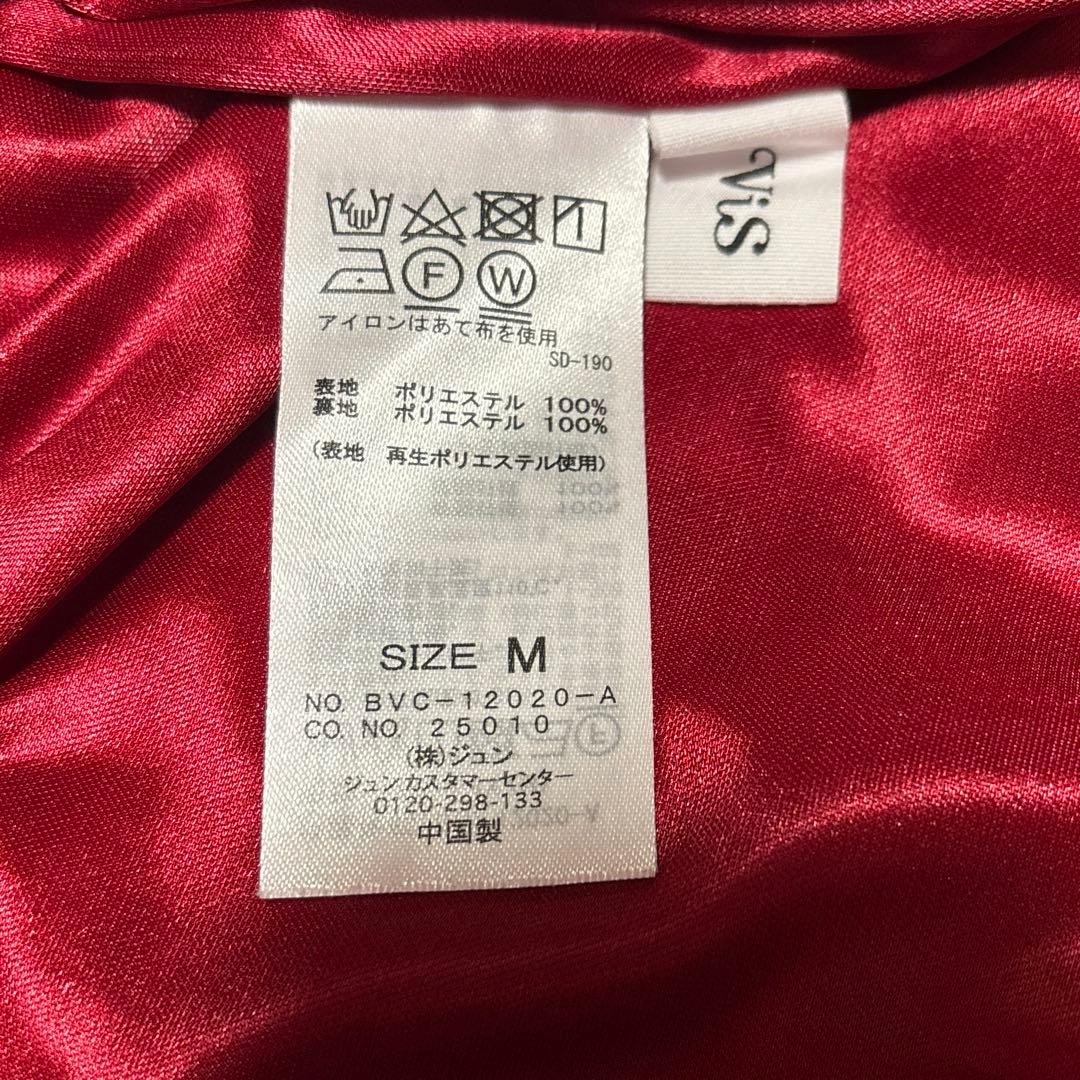 ViS
F
W
アイロンはあて布を使用
SD-190
表地 ポリエステル 100%
裏地 ポリエステル 100%
(表地 再生ポリエステル使用)
SIZE M
NO BVC-12020-A
CO. NO. 25010
(株)ジュン
ジュンカスタマーセンター
0120-298-133
中国製